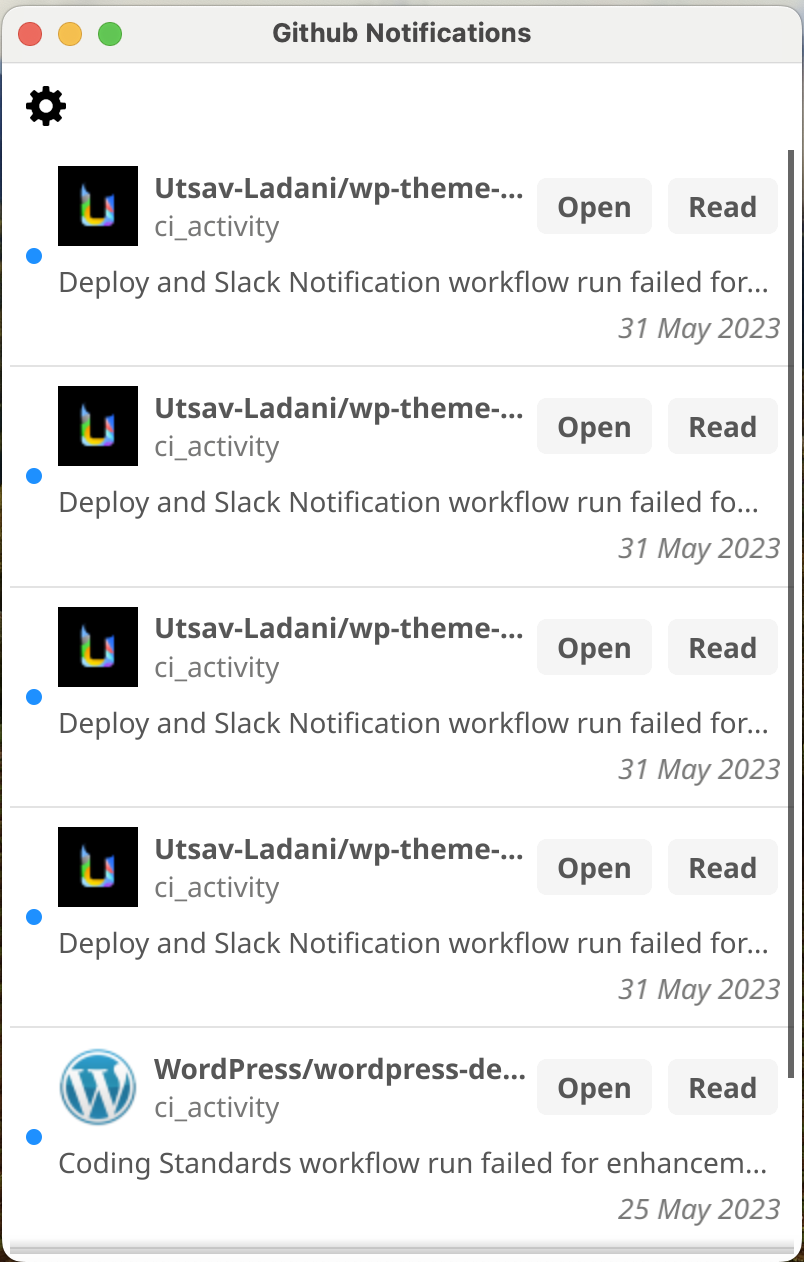 Github Notifications
Utsav-Ladani/wp-theme-...
Open
Read
ci_activity
Deploy and Slack Notification workflow run failed for...
31 May 2023
Utsav-Ladani/wp-theme-...
Open
Read
ci_activity
Deploy and Slack Notification workflow run failed fo...
31 May 2023
Utsav-Ladani/wp-theme-...
Open
Read
ci_activity
Deploy and Slack Notification workflow run failed for...
31 May 2023
Utsav-Ladani/wp-theme-...
Open
Read
ci_activity
Deploy and Slack Notification workflow run failed for...
31 May 2023
WordPress/wordpress-de...
Open
Read
ci_activity
Coding Standards workflow run failed for enhancem...
25 May 2023